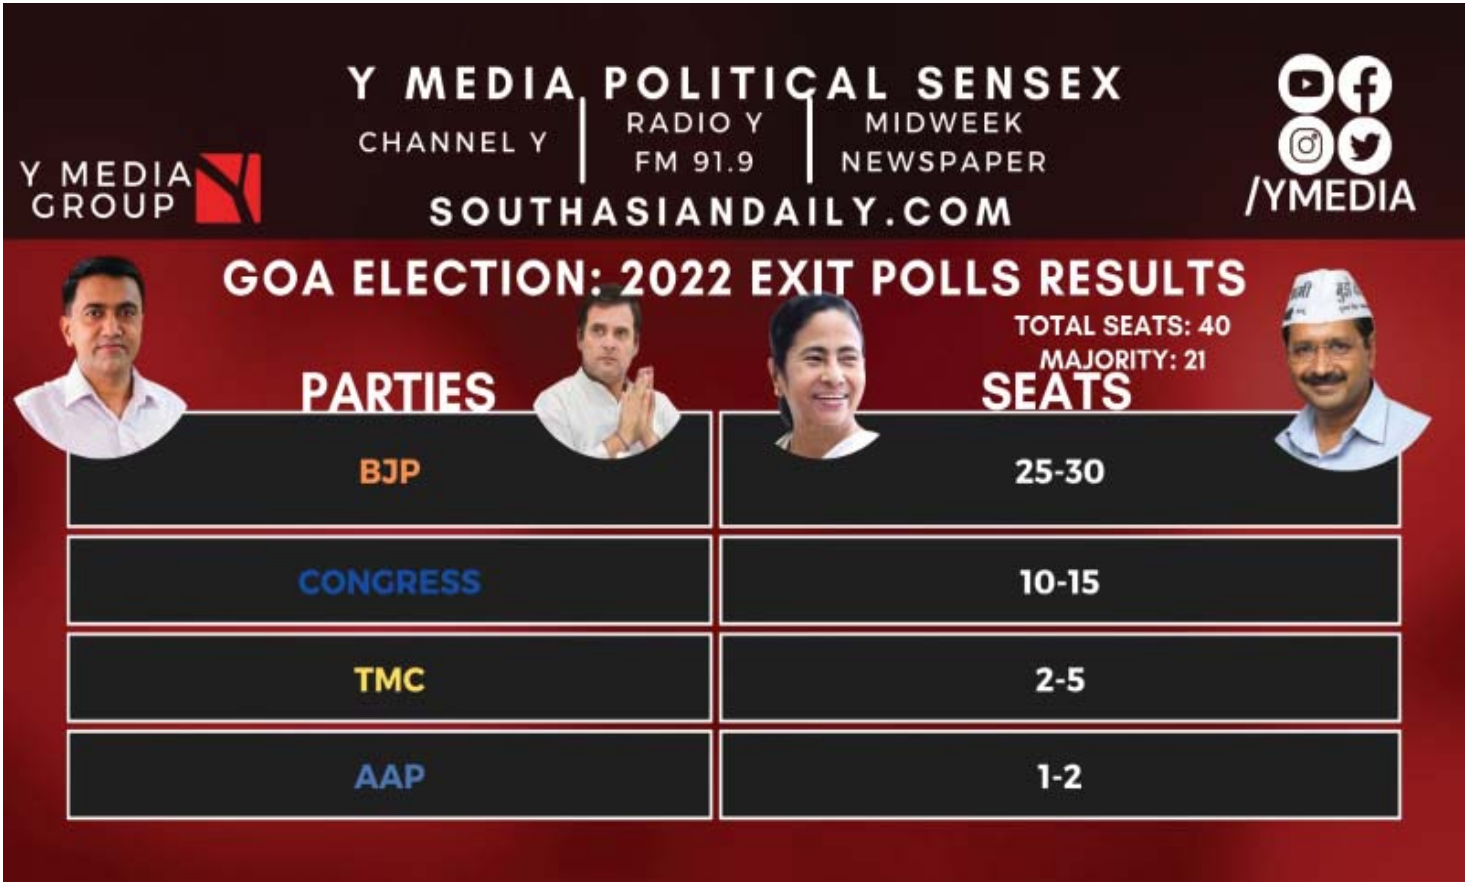 Y MEDIA POLITICAL SENSEX
CHANNEL Y
RADIO Y
FM 91.9
MIDWEEK
NEWSPAPER
SOUTHASIANDAILY.COM
Y MEDIA
GROUP
/YMEDIA
GOA ELECTION: 2022 EXIT POLLS RESULTS
TOTAL SEATS: 40
MAJORITY: 21
PARTIES SEATS
BJP 25-30
CONGRESS 10-15
TMC 2-5
AAP 1-2